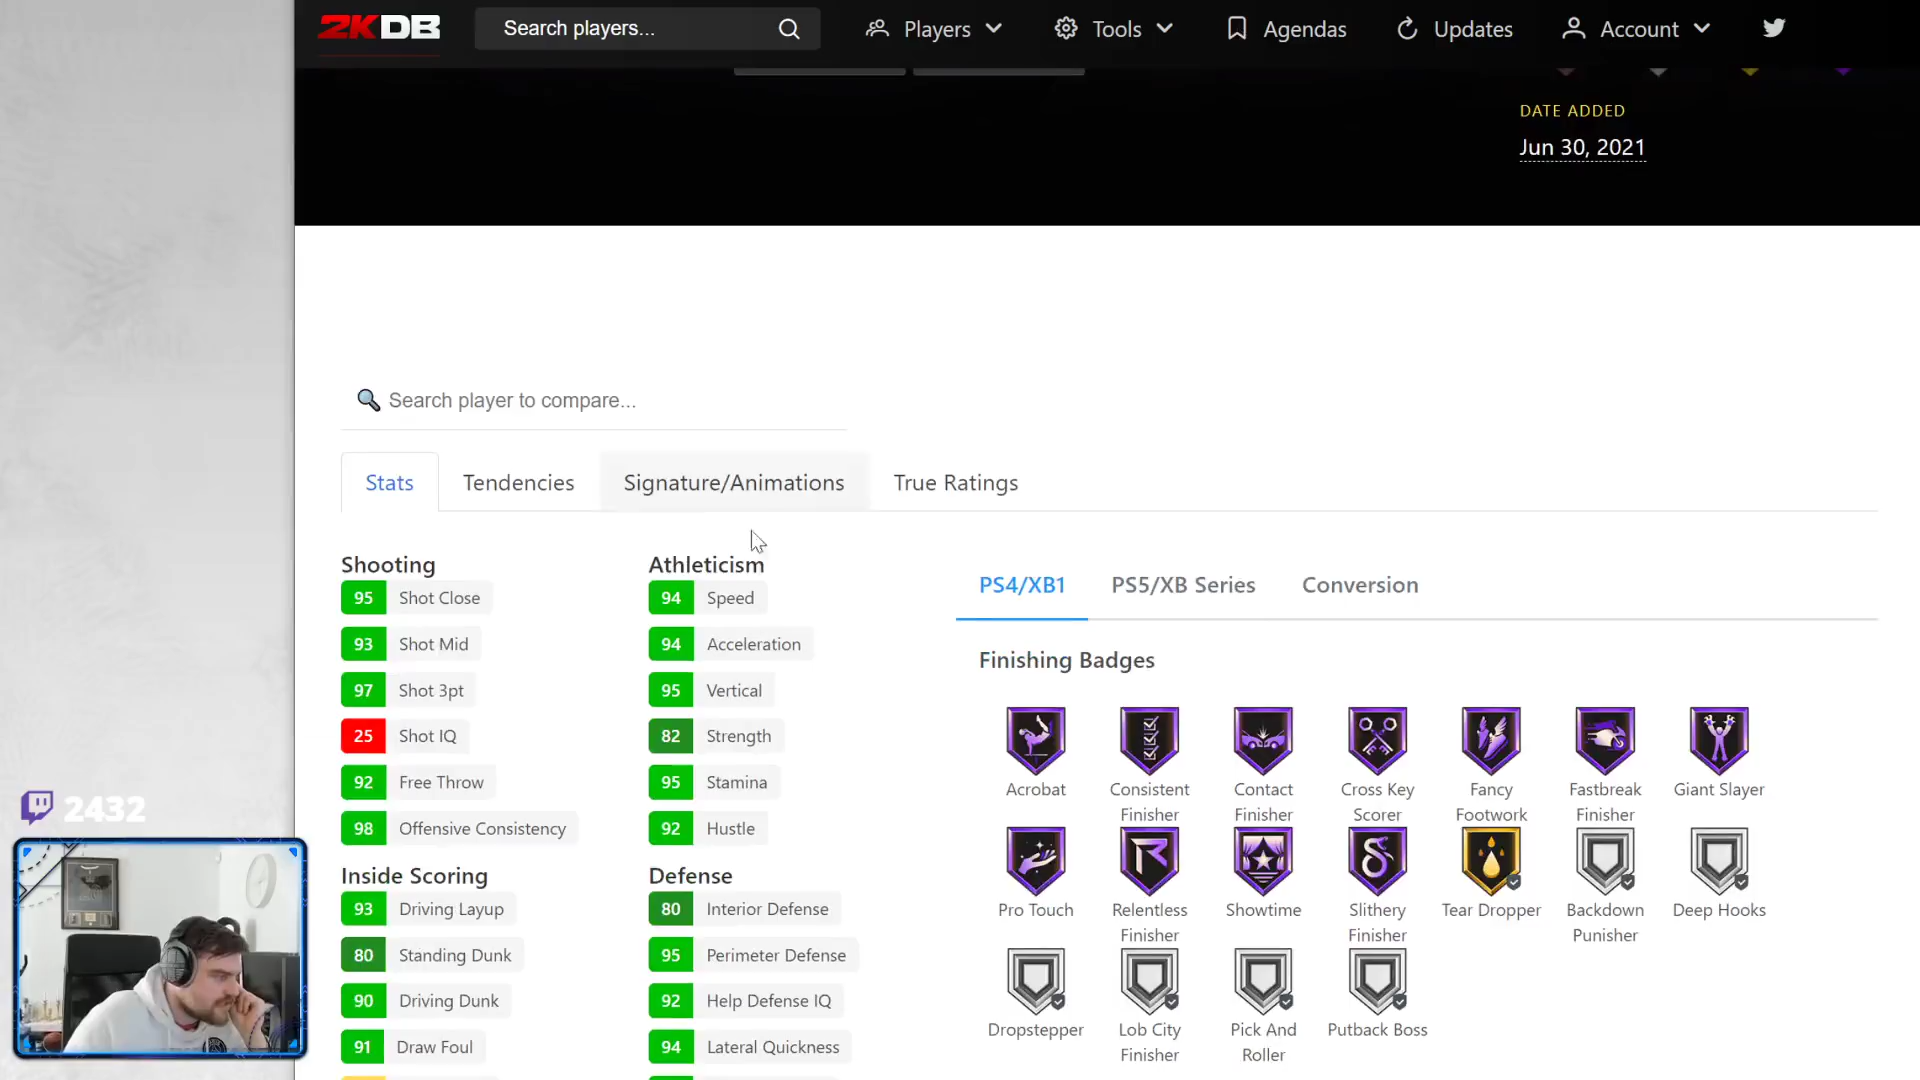 2KDB
Search players...
Players
Tools
Agendas
Updates
Account
DATE ADDED
Jun 30, 2021
Search player to compare...
Stats
Tendencies
Signature/Animations
True Ratings
Shooting
95 Shot Close
93 Shot Mid
97 Shot 3pt
25 Shot IQ
92 Free Throw
98 Offensive Consistency
Inside Scoring
93 Driving Layup
80 Standing Dunk
90 Driving Dunk
91 Draw Foul
Athleticism
94 Speed
94 Acceleration
95 Vertical
82 Strength
95 Stamina
92 Hustle
Defense
80 Interior Defense
95 Perimeter Defense
92 Help Defense IQ
94 Lateral Quickness
PS4/XB1
PS5/XB Series
Conversion
Finishing Badges
Acrobat
Consistent
Finisher
Contact
Finisher
Cross Key
Scorer
Fancy
Footwork
Fastbreak
Finisher
Giant Slayer
Pro Touch
Relentless
Finisher
Showtime
Slithery
Finisher
Tear Dropper
Backdown
Punisher
Deep Hooks
Dropstepper
Lob City
Finisher
Pick And
Roller
Putback Boss
2432